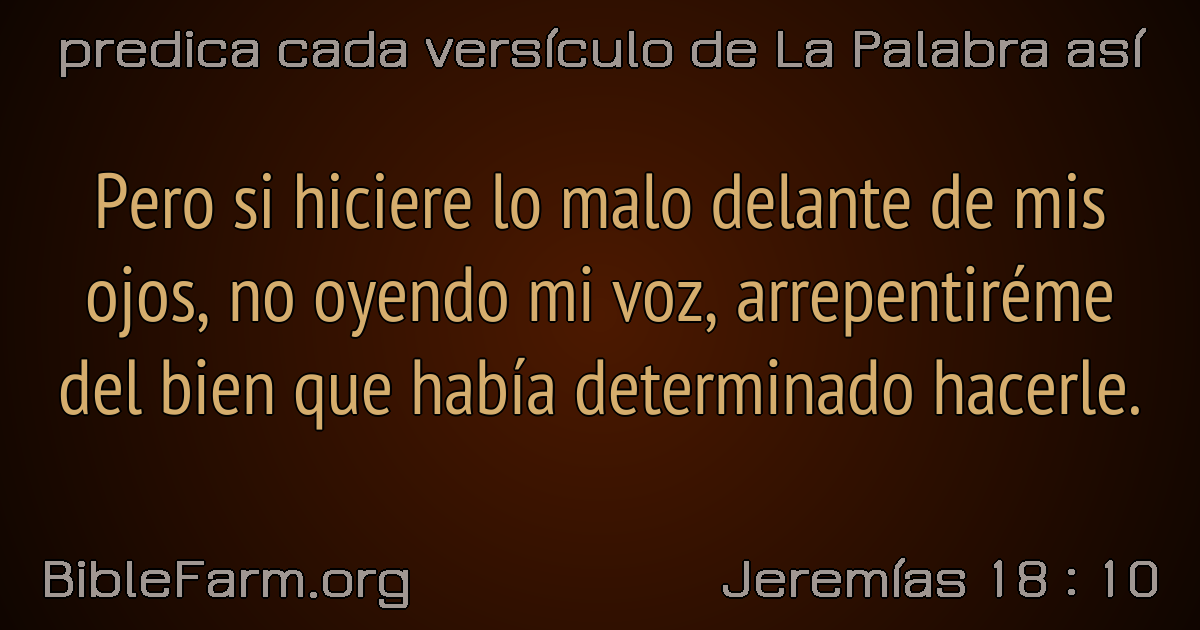 predica cada versículo de La Palabra así
Pero si hiciere lo malo delante de mis
ojos, no oyendo mi voz, arrepentiréme
del bien que había determinado hacerle.
BibleFarm.org
Jeremías 18 : 10